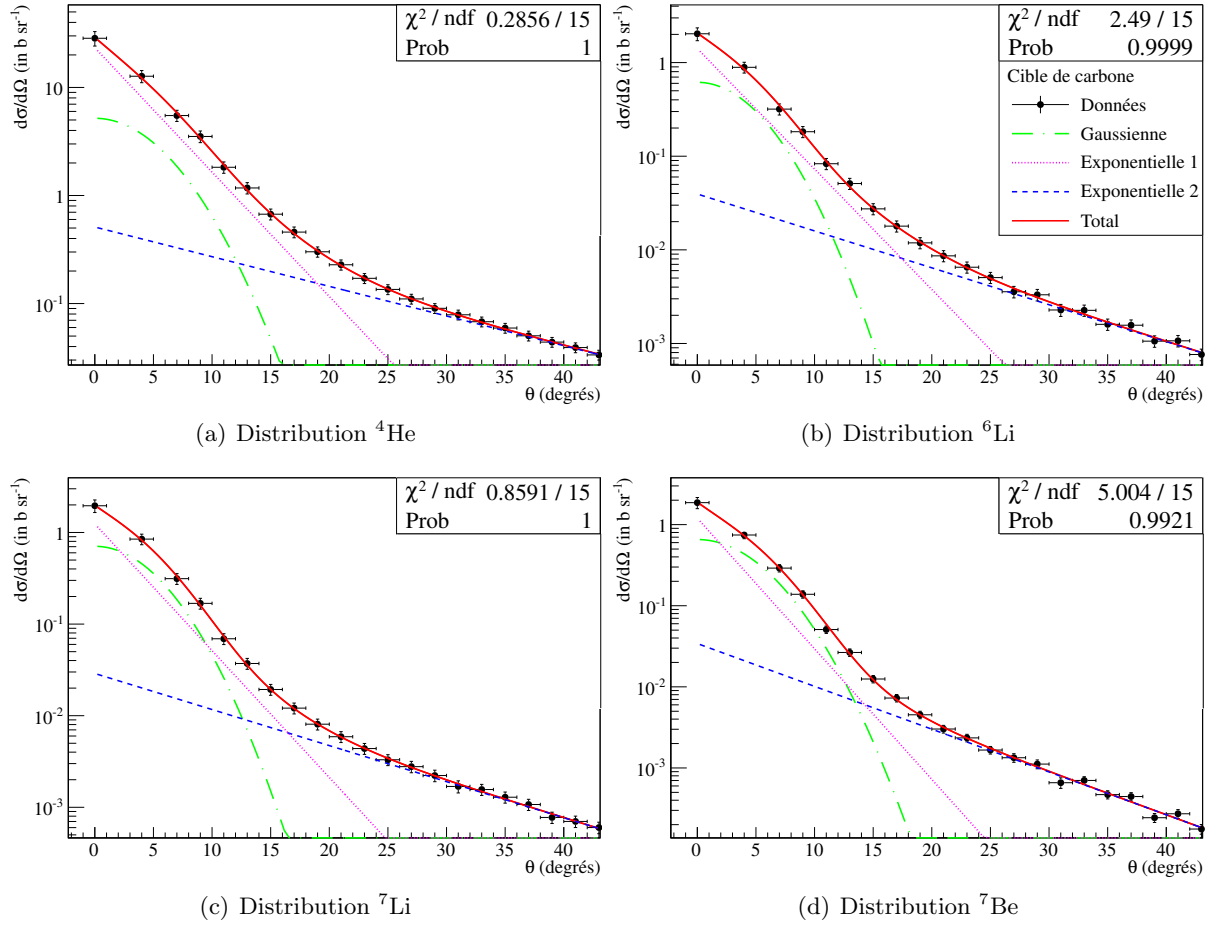 χ² / ndf 0.2856 / 15
Prob 1
dσ/dΩ (in b sr⁻¹)
10
1
10⁻¹
0 5 10 15 20 25 30 35 40
θ (degrés)
(a) Distribution ⁴He
χ² / ndf 2.49 / 15
Prob 0.9999
Cible de carbone
Données
Gaussienne
Exponentielle 1
Exponentielle 2
Total
dσ/dΩ (in b sr⁻¹)
1
10⁻¹
10⁻²
10⁻³
0 5 10 15 20 25 30 35 40
θ (degrés)
(b) Distribution ⁶Li
χ² / ndf 0.8591 / 15
Prob 1
dσ/dΩ (in b sr⁻¹)
1
10⁻¹
10⁻²
10⁻³
0 5 10 15 20 25 30 35 40
θ (degrés)
(c) Distribution ⁷Li
χ² / ndf 5.004 / 15
Prob 0.9921
dσ/dΩ (in b sr⁻¹)
1
10⁻¹
10⁻²
10⁻³
0 5 10 15 20 25 30 35 40
θ (degrés)
(d) Distribution ⁷Be